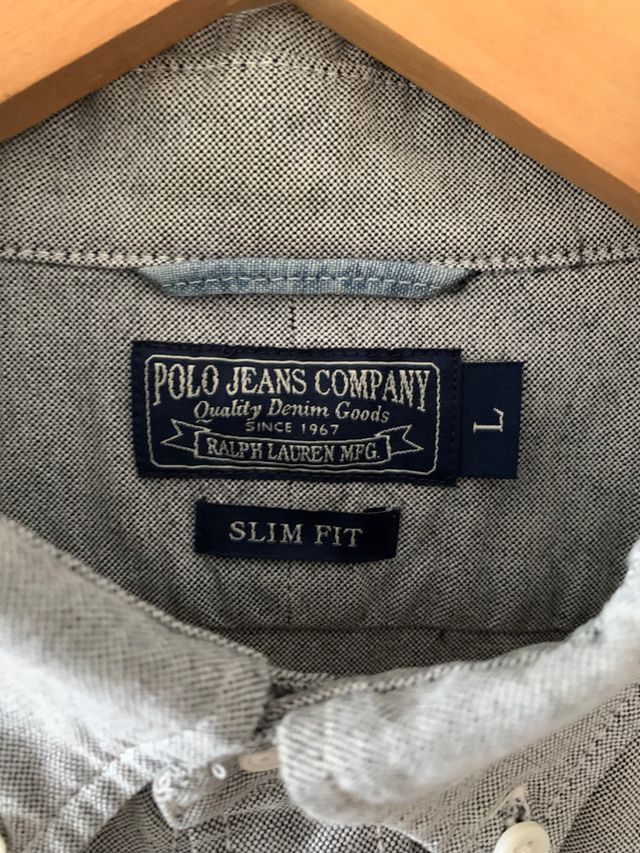 POLO JEANS COMPANY
Quality Denim Goods
SINCE 1967
RALPH LAUREN MFG.
L
SLIM FIT